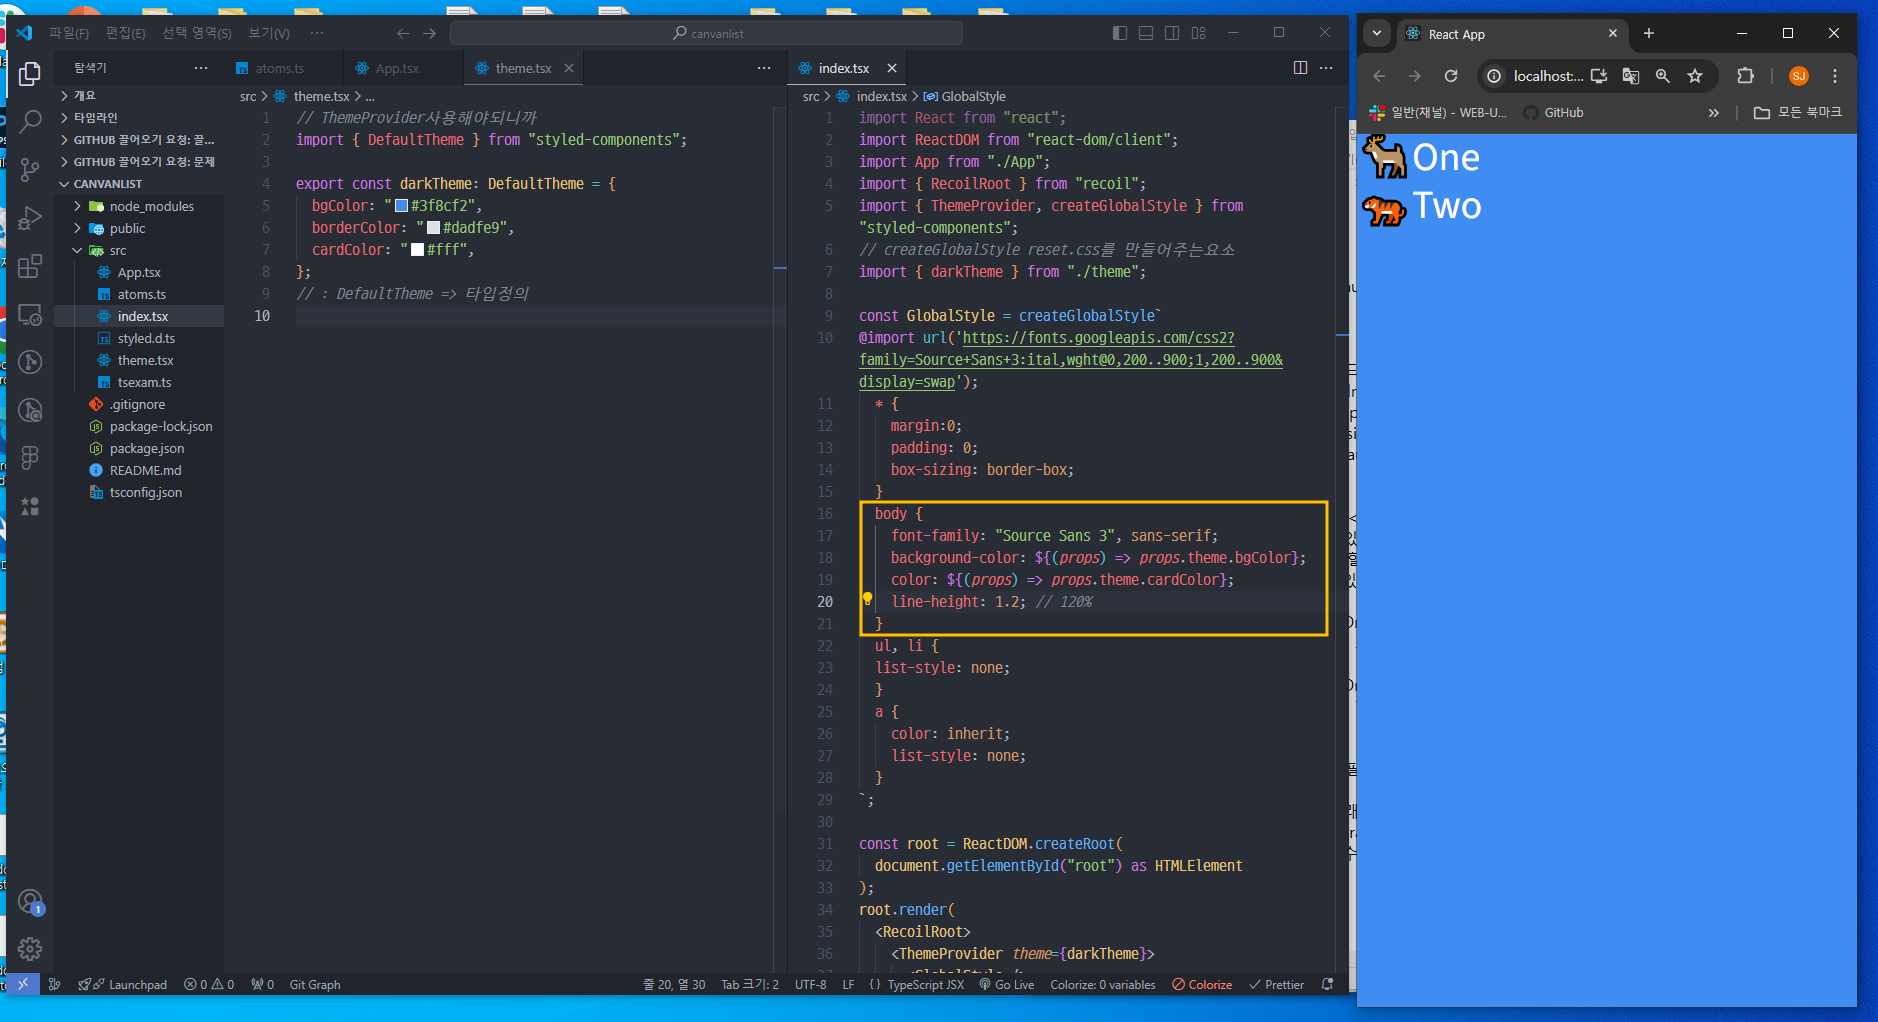 파일(F) 편집(E) 선택 영역(S) 보기(V) ···
canvanlist
탐색기
개요
타임라인
GITHUB 끌어오기 요청: 끌...
GITHUB 끌어오기 요청: 문제
CANVANLIST
node_modules
public
src
App.tsx
atoms.ts
index.tsx
styled.d.ts
theme.tsx
tsexam.ts
.gitignore
package-lock.json
package.json
README.md
tsconfig.json
atoms.ts App.tsx theme.tsx
src > theme.tsx > ...
1 // ThemeProvider사용해야되니까
2 import { DefaultTheme } from "styled-components";
3
4 export const darkTheme: DefaultTheme = {
5 bgColor: "#3f8cf2",
6 borderColor: "#dadfe9",
7 cardColor: "#fff",
8 };
9 // : DefaultTheme => 타입정의
10
index.tsx
src > index.tsx > GlobalStyle
1 import React from "react";
2 import ReactDOM from "react-dom/client";
3 import App from "./App";
4 import { RecoilRoot } from "recoil";
5 import { ThemeProvider, createGlobalStyle } from
"styled-components";
6 // createGlobalStyle reset.css를 만들어주는요소
7 import { darkTheme } from "./theme";
8
9 const GlobalStyle = createGlobalStyle`
10 @import url('https://fonts.googleapis.com/css2?
family=Source+Sans+3:ital,wght@0,200..900;1,200..900&
display=swap');
11 * {
12 margin:0;
13 padding: 0;
14 box-sizing: border-box;
15 }
16 body {
17 font-family: "Source Sans 3", sans-serif;
18 background-color: ${(props) => props.theme.bgColor};
19 color: ${(props) => props.theme.cardColor};
20 line-height: 1.2; // 120%
21 }
22 ul, li {
23 list-style: none;
24 }
25 a {
26 color: inherit;
27 list-style: none;
28 }
29 `;
30
31 const root = ReactDOM.createRoot(
32 document.getElementById("root") as HTMLElement
33 );
34 root.render(
35 <RecoilRoot>
36 <ThemeProvider theme={darkTheme}>
1
Launchpad 0 0 0 Git Graph
줄 20, 열 30 Tab 크기: 2 UTF-8 LF {} TypeScript JSX Go Live Colorize: 0 variables Colorize Prettier
React App
localhost:... SJ
일반(채널) - WEB-U... GitHub » 모든 북마크
One
Two